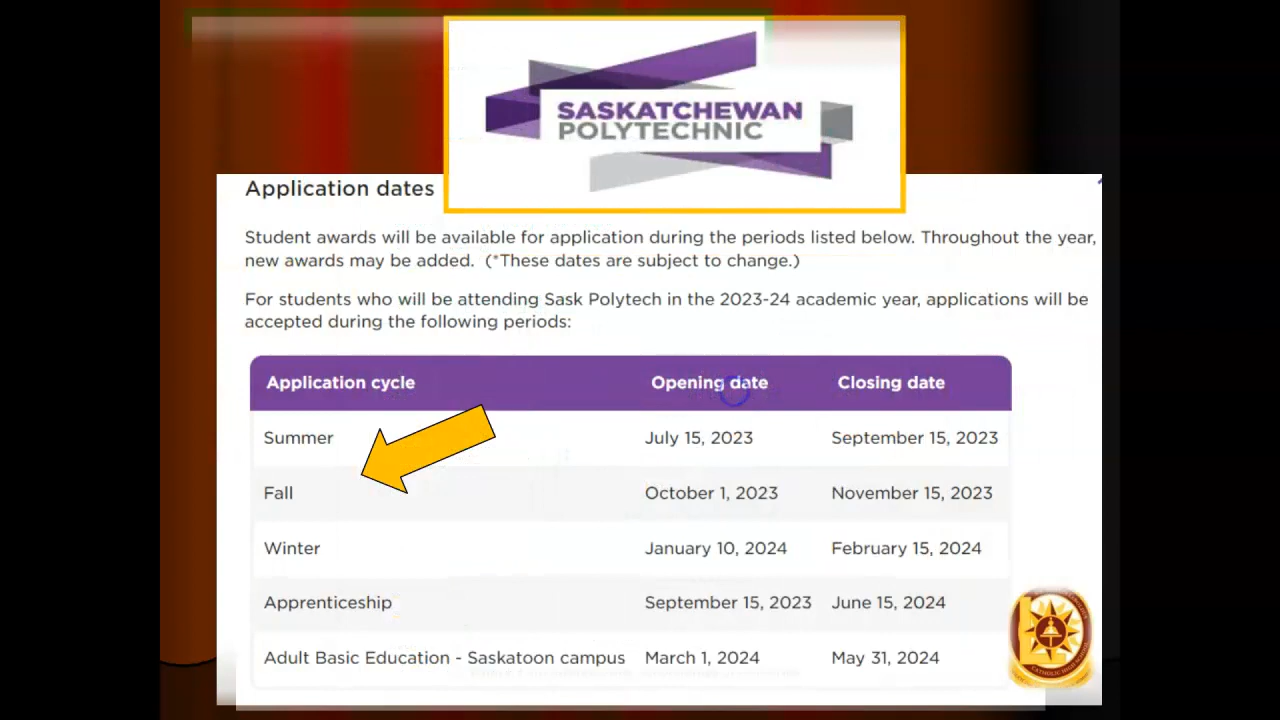 SASKATCHEWAN
POLYTECHNIC
Application dates
Student awards will be available for application during the periods listed below. Throughout the year,
new awards may be added. (*These dates are subject to change.)
For students who will be attending Sask Polytech in the 2023-24 academic year, applications will be
accepted during the following periods:
Application cycle Opening date Closing date
Summer July 15, 2023 September 15, 2023
Fall October 1, 2023 November 15, 2023
Winter January 10, 2024 February 15, 2024
Apprenticeship September 15, 2023 June 15, 2024
Adult Basic Education - Saskatoon campus March 1, 2024 May 31, 2024